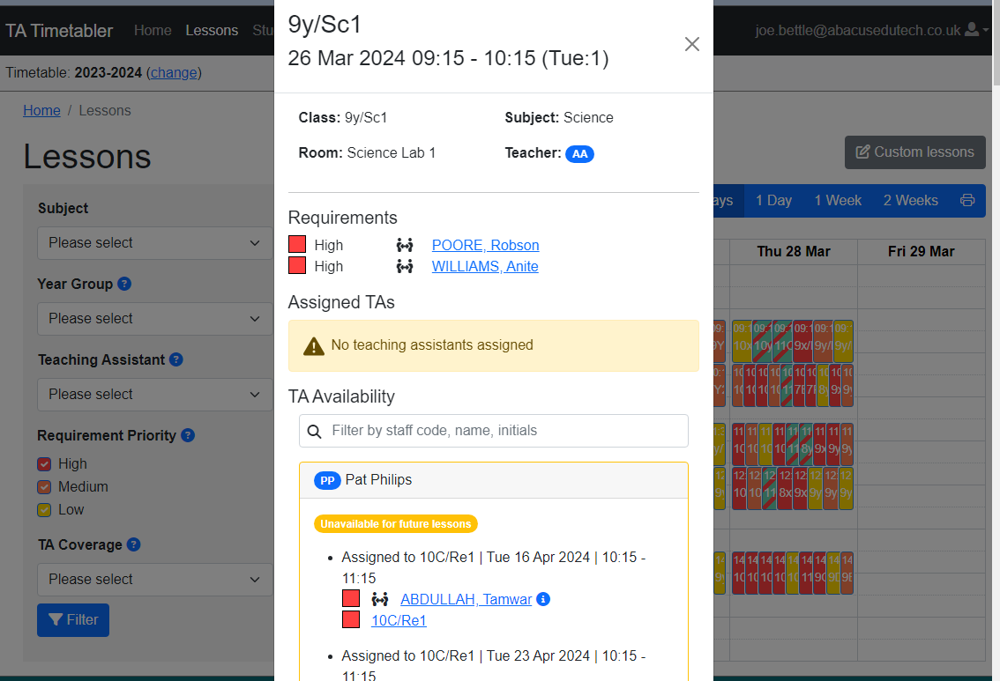 TA Timetabler Home Lessons Stu joe.bettle@abacusedutech.co.uk
Timetable: 2023-2024 (change)
Home / Lessons
Lessons
Custom lessons
ays 1 Day 1 Week 2 Weeks
Subject
Please select
Year Group ?
Please select
Teaching Assistant ?
Please select
Requirement Priority ?
High
Medium
Low
TA Coverage ?
Please select
Filter
9y/Sc1
26 Mar 2024 09:15 - 10:15 (Tue:1)
Class: 9y/Sc1 Subject: Science
Room: Science Lab 1 Teacher: AA
Requirements
High POORE, Robson
High WILLIAMS, Anite
Assigned TAs
No teaching assistants assigned
TA Availability
Filter by staff code, name, initials
PP Pat Philips
Unavailable for future lessons
Assigned to 10C/Re1 | Tue 16 Apr 2024 | 10:15 -
11:15
ABDULLAH, Tamwar
10C/Re1
Assigned to 10C/Re1 | Tue 23 Apr 2024 | 10:15 -
11:15
Thu 28 Mar Fri 29 Mar